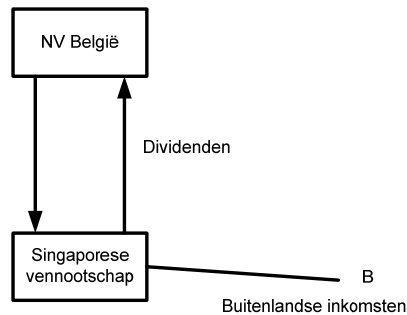 NV België
Dividenden
Singaporese
vennootschap
B
Buitenlandse inkomsten